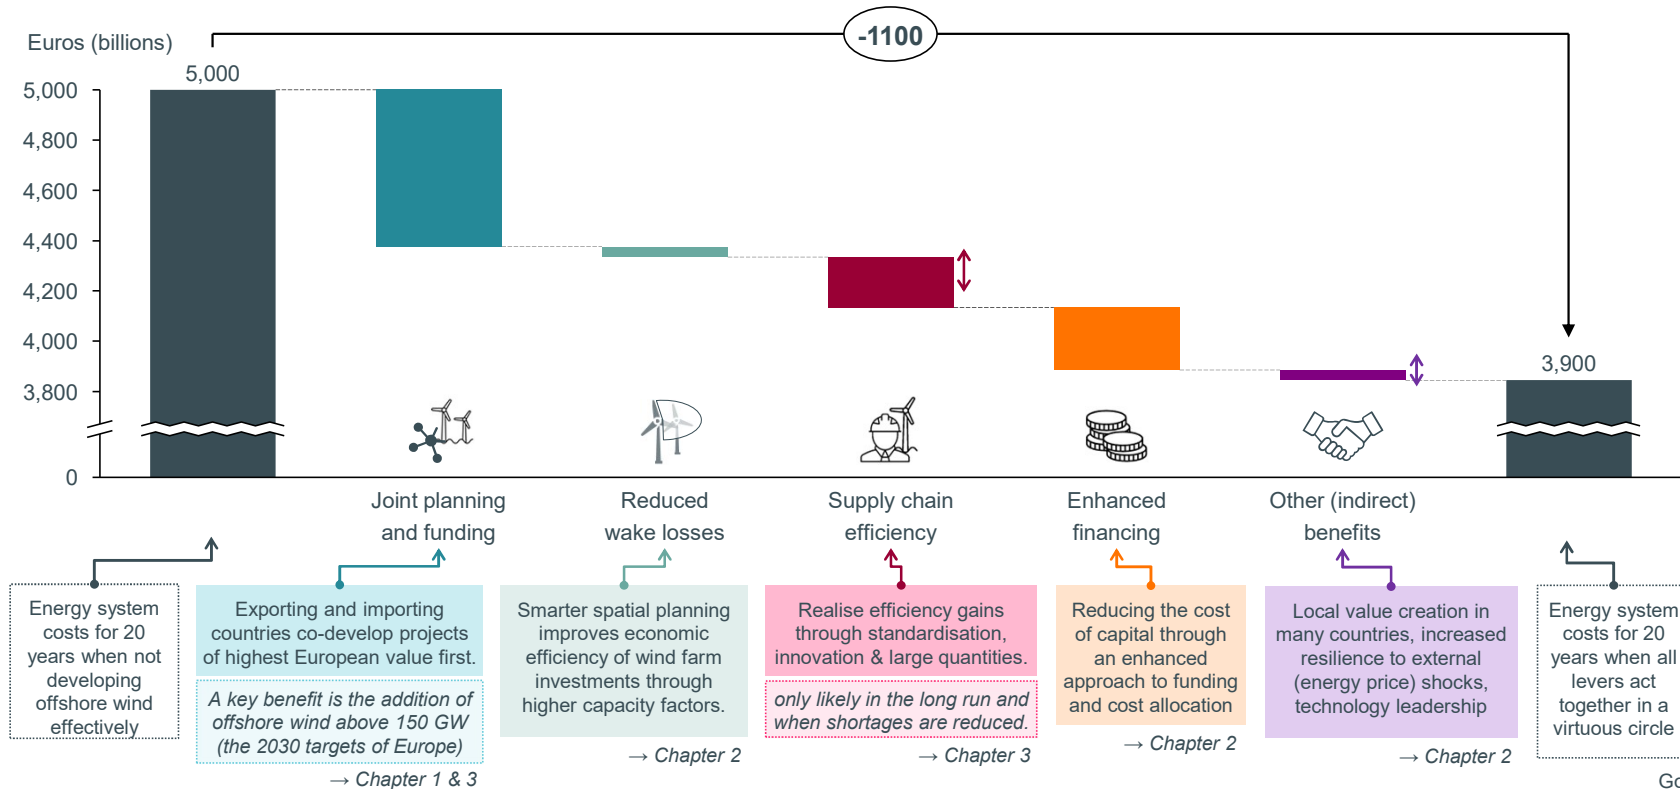 -1100
Euros (billions)
5,000
5,000
4,800
4,600
4,400
4,200
4,000
3,800
0
3,900
Joint planning
and funding
Reduced
wake losses
Supply chain
efficiency
Enhanced
financing
Other (indirect)
benefits
Energy system
costs for 20
years when not
developing
offshore wind
effectively
Exporting and importing
countries co-develop projects
of highest European value first.
A key benefit is the addition of
offshore wind above 150 GW
(the 2030 targets of Europe)
→ Chapter 1 & 3
Smarter spatial planning
improves economic
efficiency of wind farm
investments through
higher capacity factors.
→ Chapter 2
Realise efficiency gains
through standardisation,
innovation & large quantities.
only likely in the long run and
when shortages are reduced.
→ Chapter 3
Reducing the cost
of capital through
an enhanced
approach to funding
and cost allocation
→ Chapter 2
Local value creation in
many countries, increased
resilience to external
(energy price) shocks,
technology leadership
→ Chapter 2
Energy system
costs for 20
years when all
levers act
together in a
virtuous circle